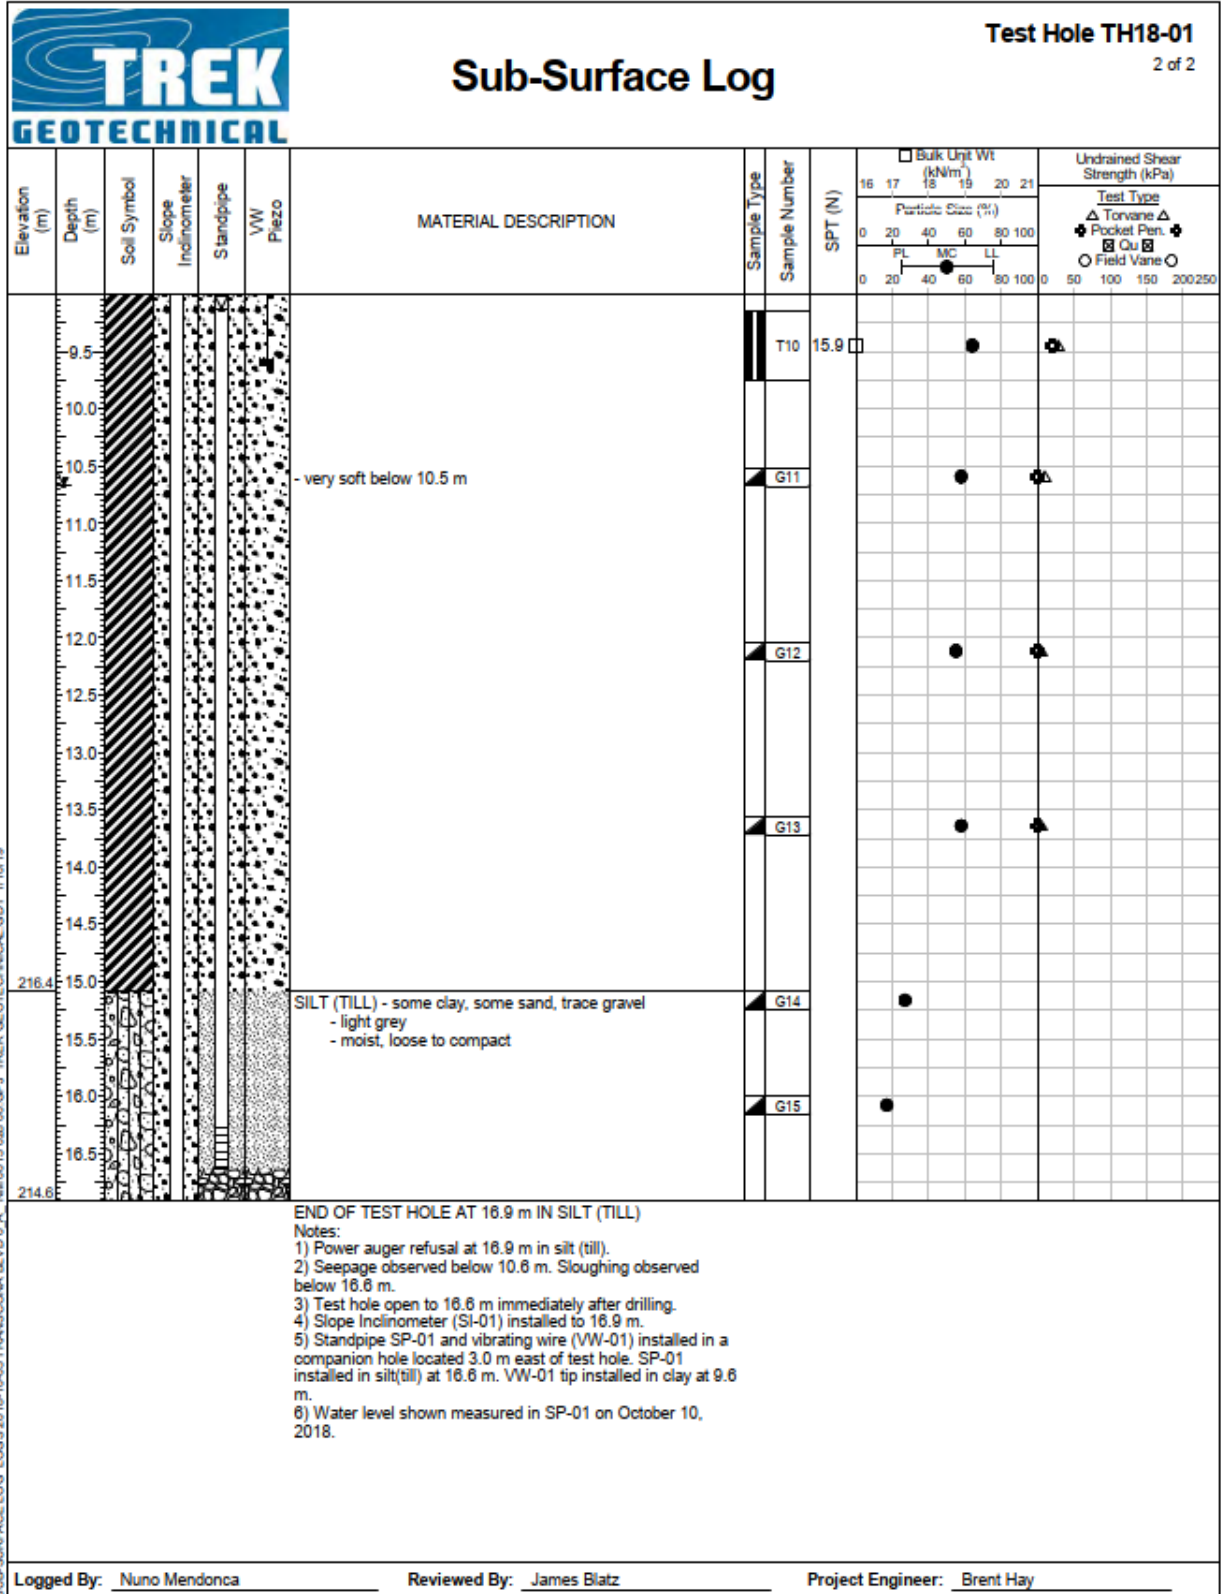 TREK
GEOTECHNICAL
Sub-Surface Log
Test Hole TH18-01
2 of 2
Elevation (m)
Depth (m)
Soil Symbol
Slope Inclinometer
Standpipe
VW Piezo
MATERIAL DESCRIPTION
Sample Type
Sample Number
SPT (N)
Bulk Unit Wt
(kN/m³)
16 17 18 19 20 21
Particle Size (%)
0 20 40 60 80 100
PL MC LL
0 20 40 60 80 100
Undrained Shear
Strength (kPa)
Test Type
Torvane
Pocket Pen.
Qu
Field Vane
0 50 100 150 200 250
9.5
T10 15.9
10.0
10.5
- very soft below 10.5 m
G11
11.0
11.5
12.0
G12
12.5
13.0
13.5
G13
14.0
14.5
216.4 15.0
SILT (TILL) - some clay, some sand, trace gravel
G14
- light grey
- moist, loose to compact
15.5
16.0
G15
16.5
214.6
END OF TEST HOLE AT 16.9 m IN SILT (TILL)
Notes:
1) Power auger refusal at 16.9 m in silt (till).
2) Seepage observed below 10.6 m. Sloughing observed
below 16.6 m.
3) Test hole open to 16.6 m immediately after drilling.
4) Slope Inclinometer (SI-01) installed to 16.9 m.
5) Standpipe SP-01 and vibrating wire (VW-01) installed in a
companion hole located 3.0 m east of test hole. SP-01
installed in silt(till) at 16.6 m. VW-01 tip installed in clay at 9.6
m.
6) Water level shown measured in SP-01 on October 10,
2018.
Logged By: Nuno Mendonca
Reviewed By: James Blatz
Project Engineer: Brent Hay